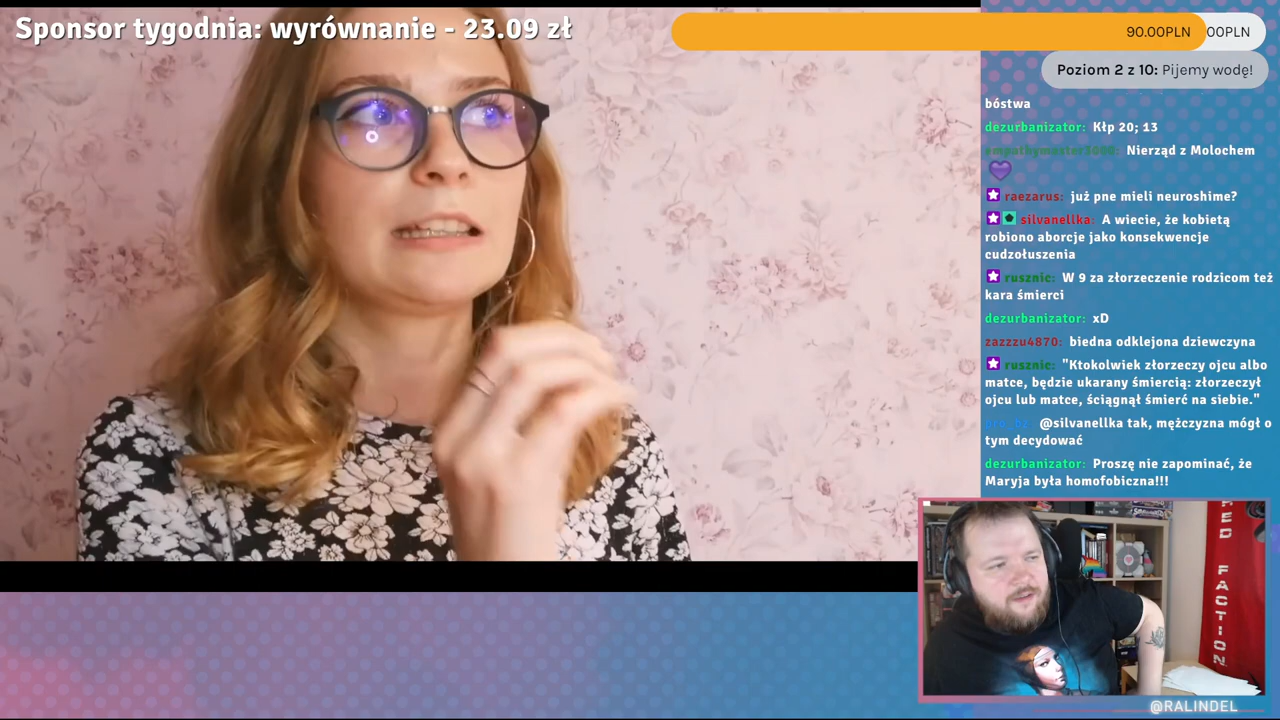 Sponsor tygodnia: wyrównanie - 23.09 zł
90.00PLN
00PLN
Poziom 2 z 10: Pijemy wodę!
bóstwa
dezurbanizator: Kłp 20; 13
empathymaster3000: Nierząd z Molochem
raezarus: już pne mieli neuroshime?
silvanellka: A wiecie, że kobietą
robiono aborcje jako konsekwencje
cudzołuszenia
rusznic: W 9 za złorzeczenie rodzicom też
kara śmierci
dezurbanizator: xD
zazzzu4870: biedna odklejona dziewczyna
rusznic: "Ktokolwiek złorzeczy ojcu albo
matce, będzie ukarany śmiercią: złorzeczył
ojcu lub matce, ściągnął śmierć na siebie."
@silvanellka tak, mężczyzna mógł o
tym decydować
dezurbanizator: Proszę nie zapominać, że
Maryja była homofobiczna!!!
RED FACTION
@RALINDEL